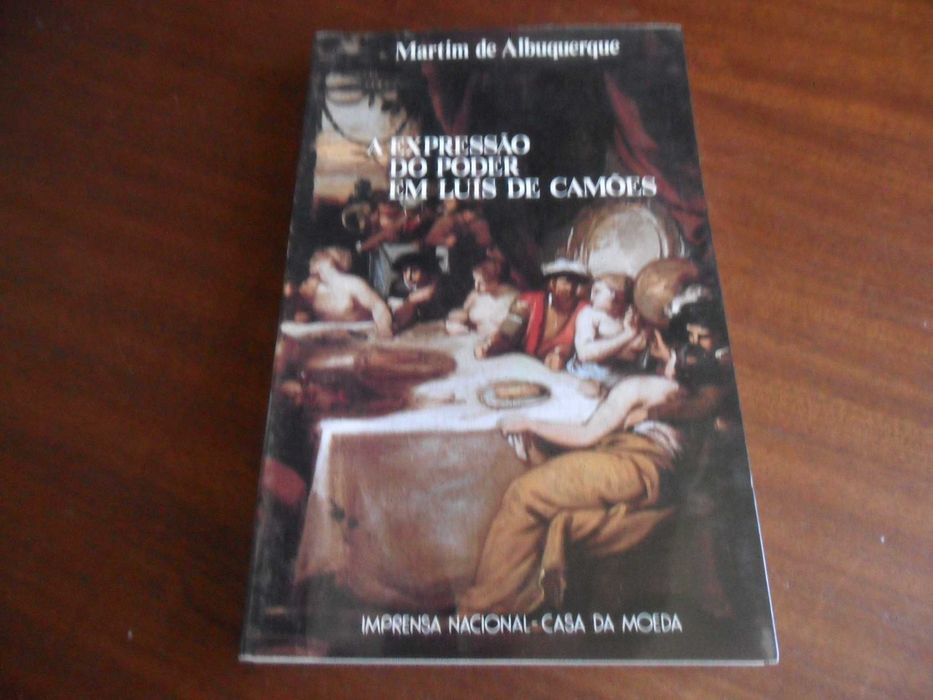 Martim de Albuquerque
A EXPRESSÃO
DO PODER
EM LUÍS DE CAMÕES
IMPRENSA NACIONAL - CASA DA MOEDA